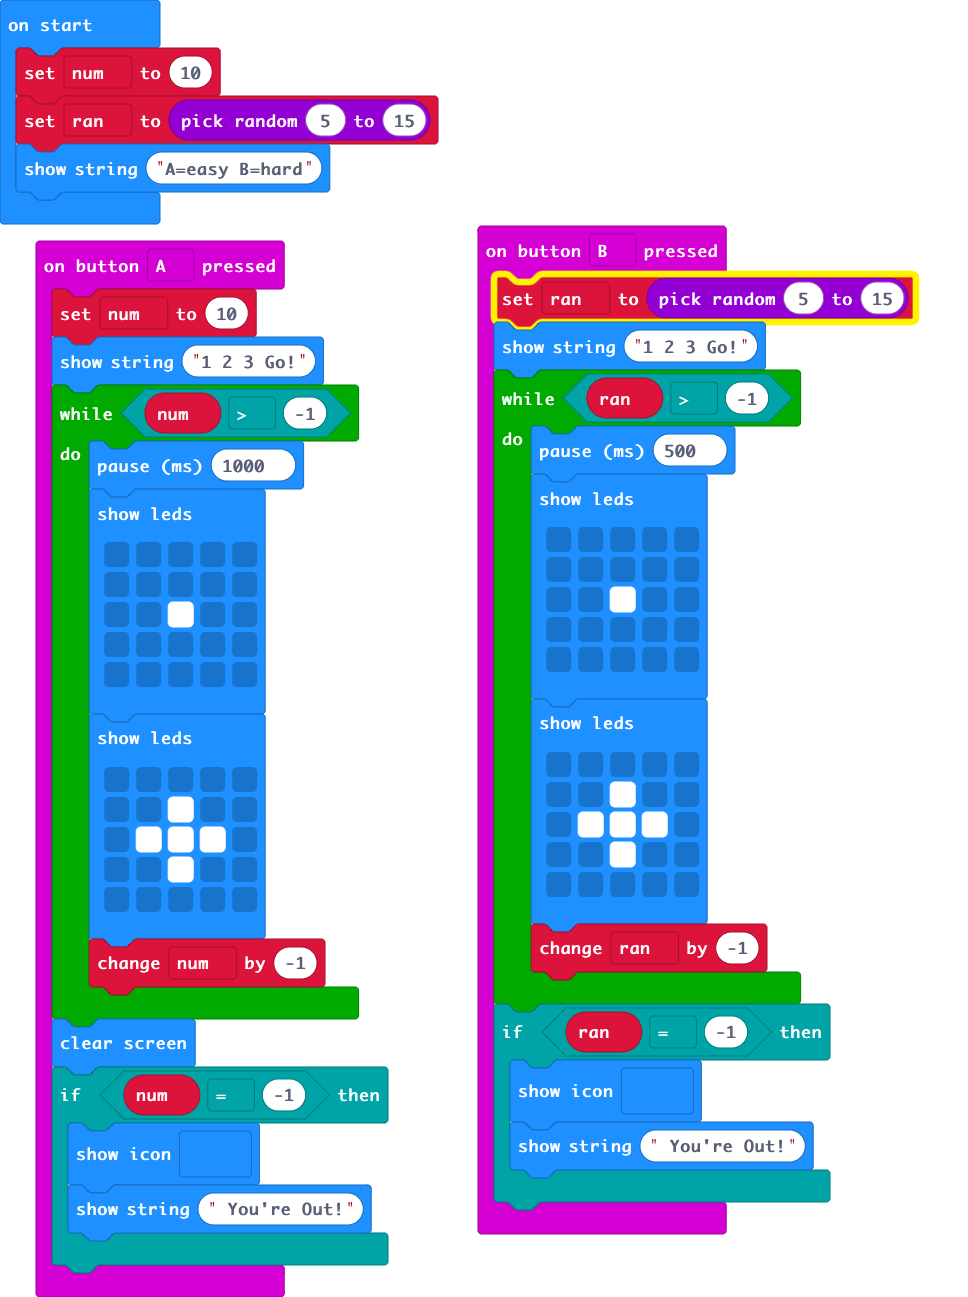 on start
set num to 10
set ran to pick random 5 to 15
show string "A=easy B=hard"
on button A pressed
set num to 10
show string "1 2 3 Go!"
while num > -1
do
pause (ms) 1000
show leds
show leds
change num by -1
clear screen
if num = -1 then
show icon
show string " You're Out!"
on button B pressed
set ran to pick random 5 to 15
show string "1 2 3 Go!"
while ran > -1
do
pause (ms) 500
show leds
show leds
change ran by -1
if ran = -1 then
show icon
show string " You're Out!"